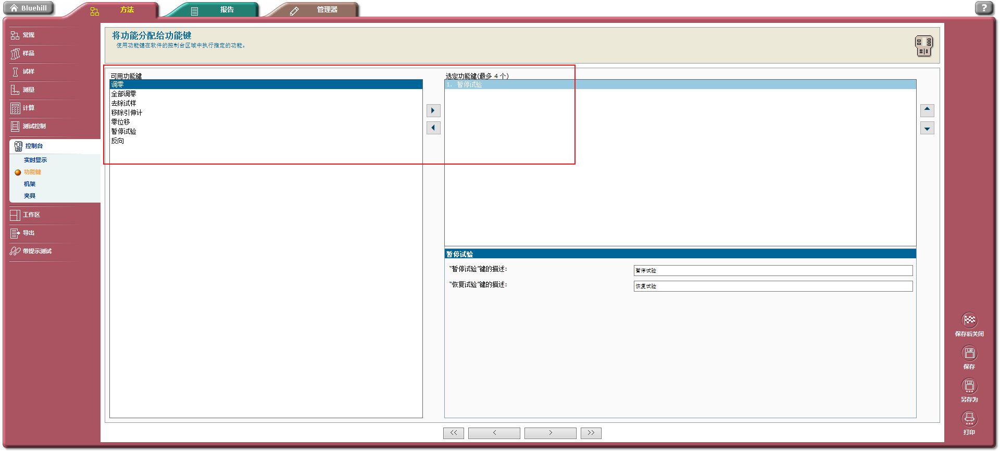 Bluehill
方法
报告
管理器
?
常规
样品
试样
测量
计算
测试控制
控制台
实时显示
功能键
机架
夹具
工作区
导出
带提示测试
将功能分配给功能键
使用功能键在软件的控制台区域中执行指定的功能。
可用功能键
调零
全部调零
去除试样
移除引伸计
零位移
暂停试验
反向
选定功能键(最多 4 个)
1. 暂停试验
暂停试验
"暂停试验"键的描述:
暂停试验
"恢复试验"键的描述:
恢复试验
<<
<
>
>>
保存后关闭
保存
另存为
打印